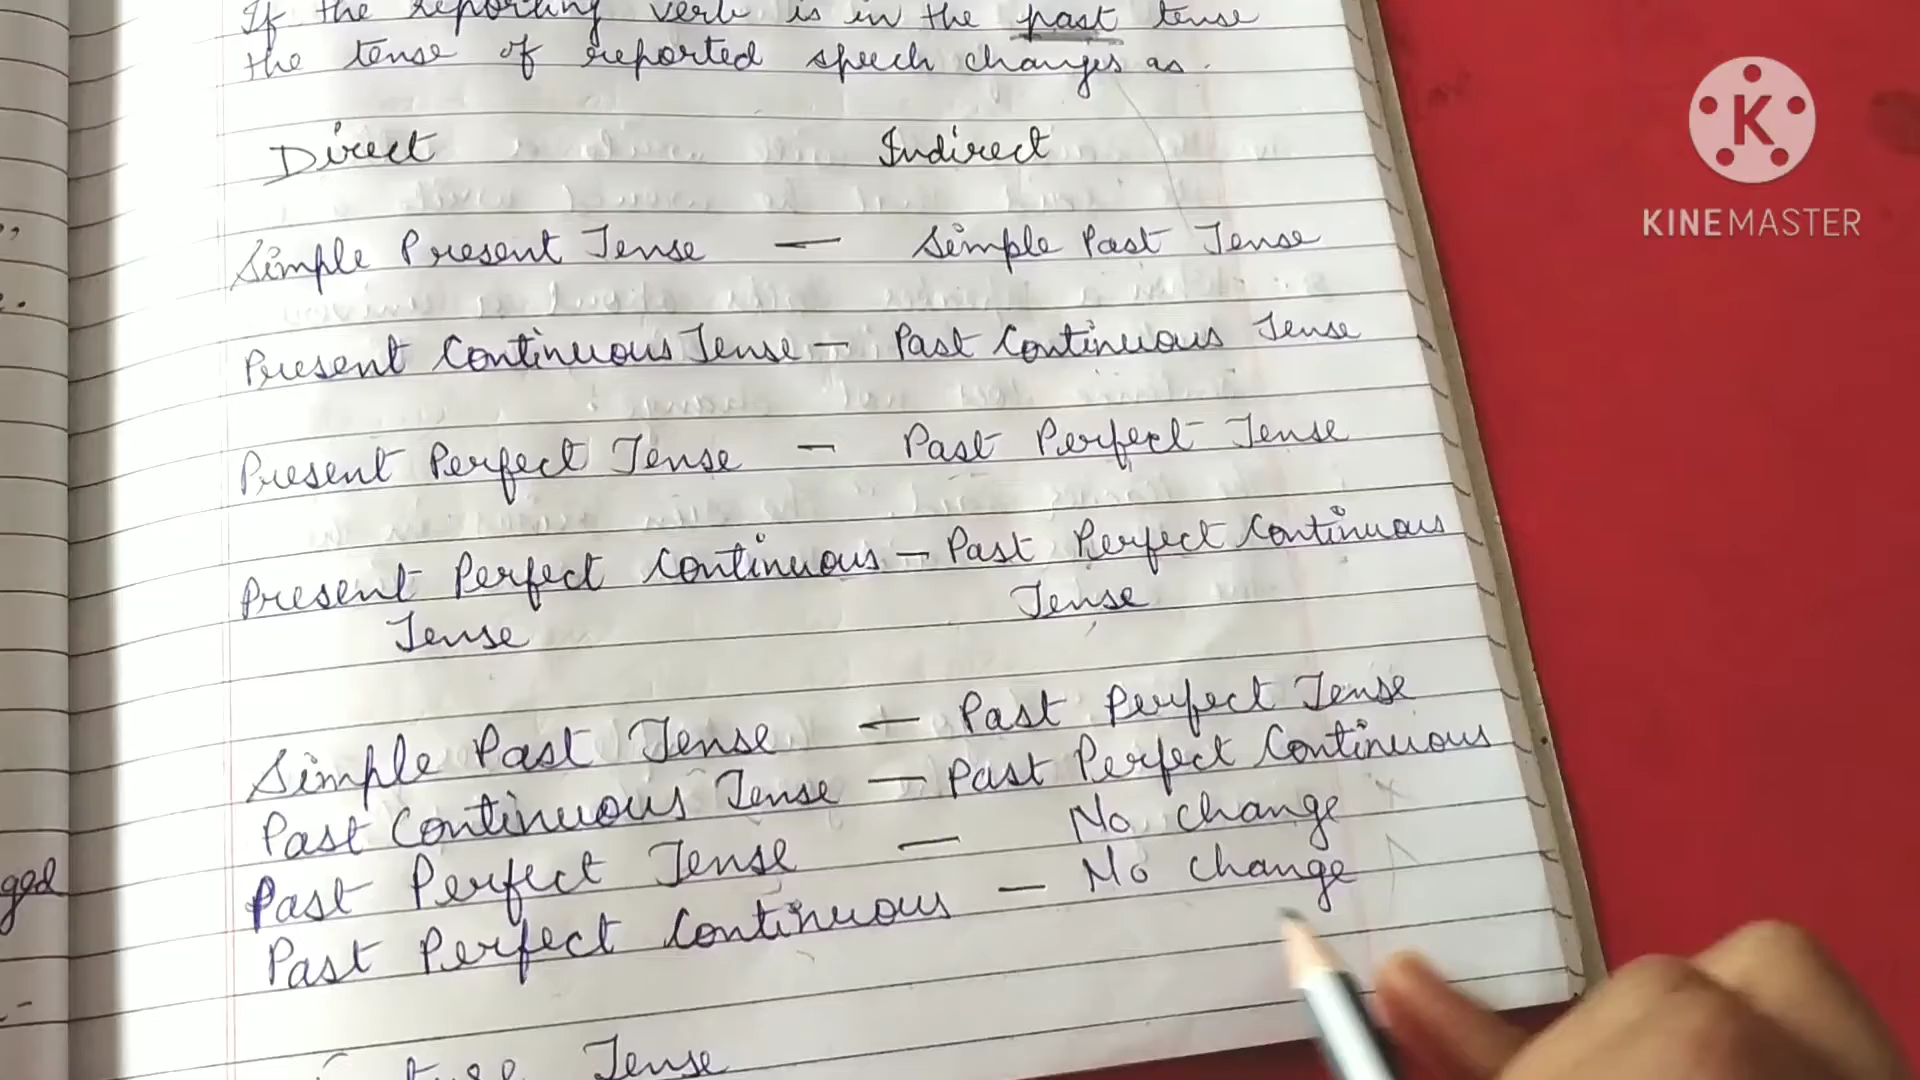 If the reporting verb is in the past tense
the tense of reported speech changes as.
Direct Indirect
Simple Present Tense — Simple Past Tense
Present Continuous Tense — Past Continuous Tense
Present Perfect Tense — Past Perfect Tense
Present Perfect Continuous — Past Perfect Continuous
Tense Tense
Simple Past Tense — Past Perfect Tense
Past Continuous Tense — Past Perfect Continuous
Past Perfect Tense — No change
Past Perfect Continuous — No change
Tense
ged
K
KINEMASTER